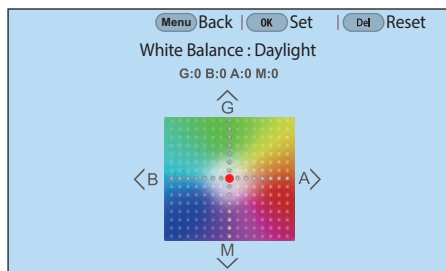 Menu Back | OK Set | Del Reset
White Balance : Daylight
G:0 B:0 A:0 M:0
G
B A
M